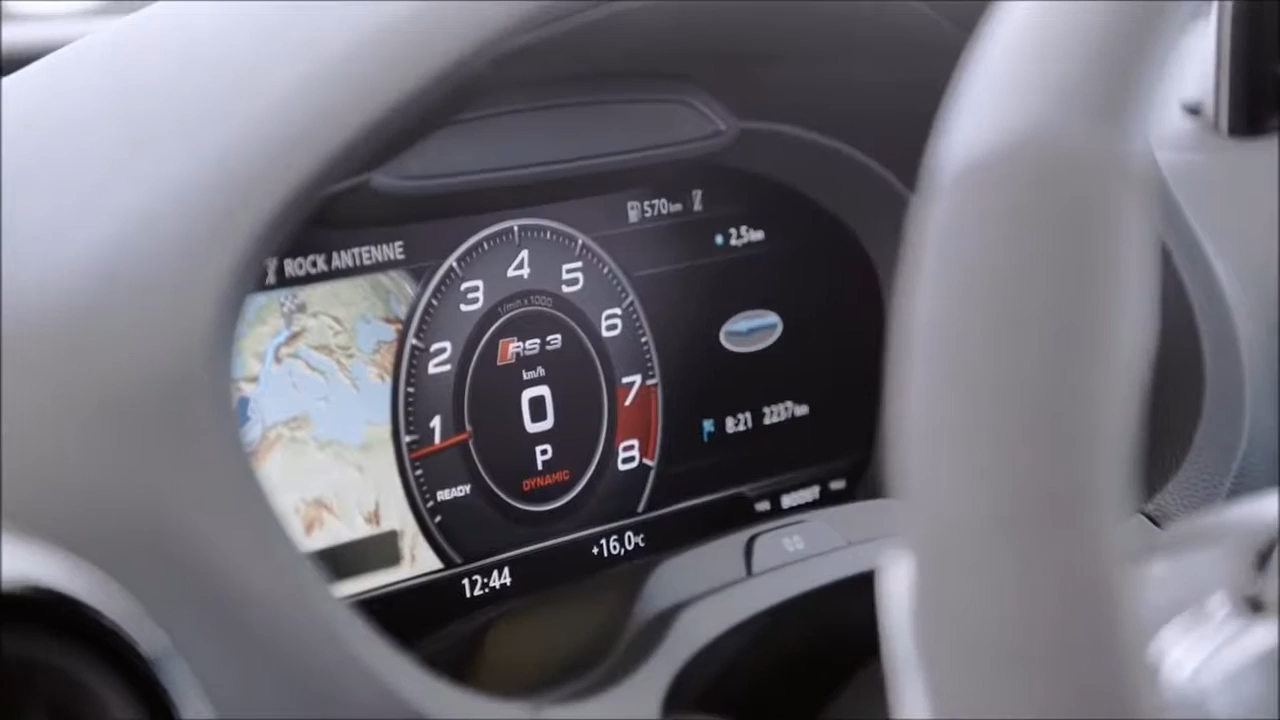 570 km
ROCK ANTENNE
2,5 km
1 2 3 4 5 6 7 8
1/min x 1000
RS 3
km/h
0
P
DYNAMIC
READY
8:21 2237 km
BOOST
+16,0°C
12:44